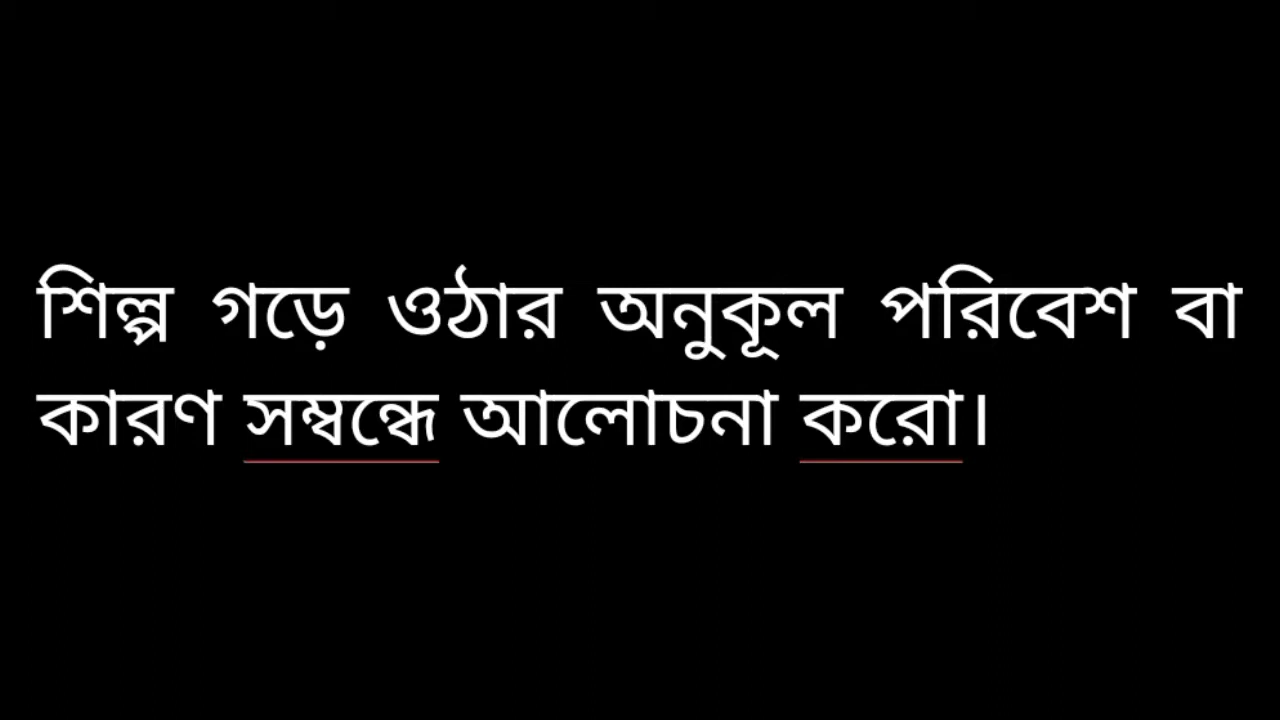 শিল্প গড়ে ওঠার অনুকূল পরিবেশ বা
কারণ সম্বন্ধে আলোচনা করো।